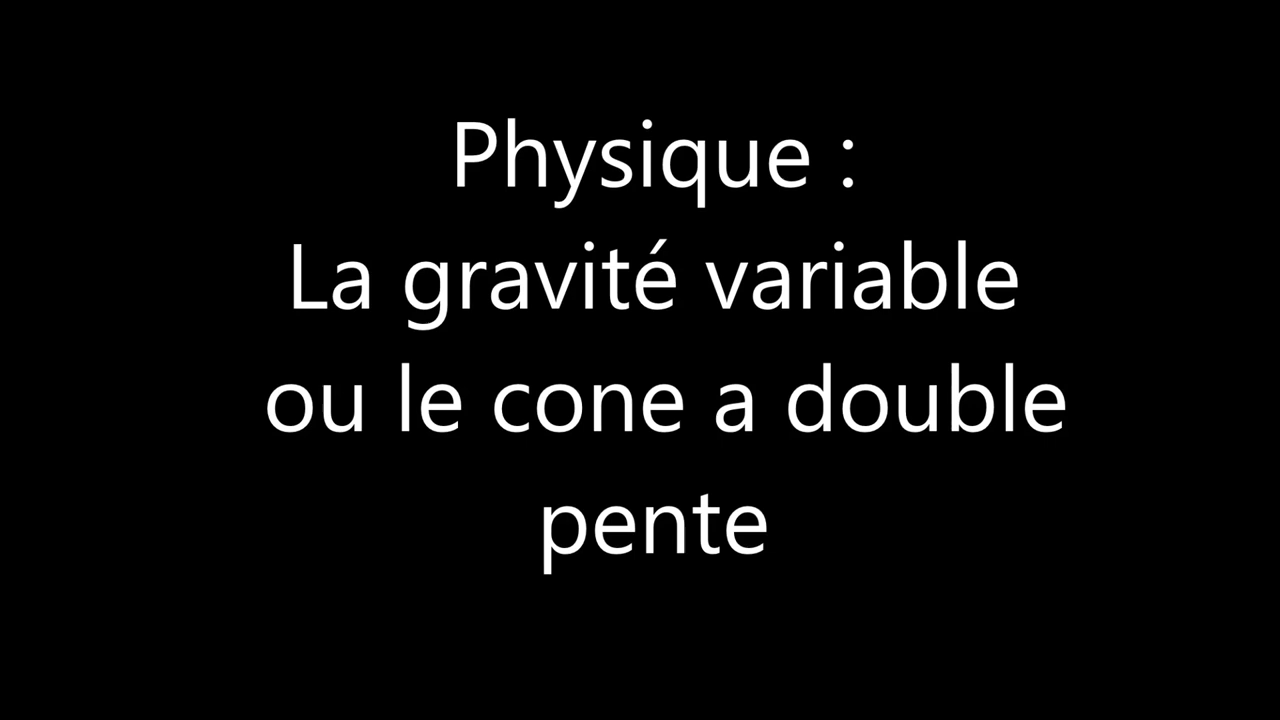 Physique :
La gravité variable
ou le cone a double
pente